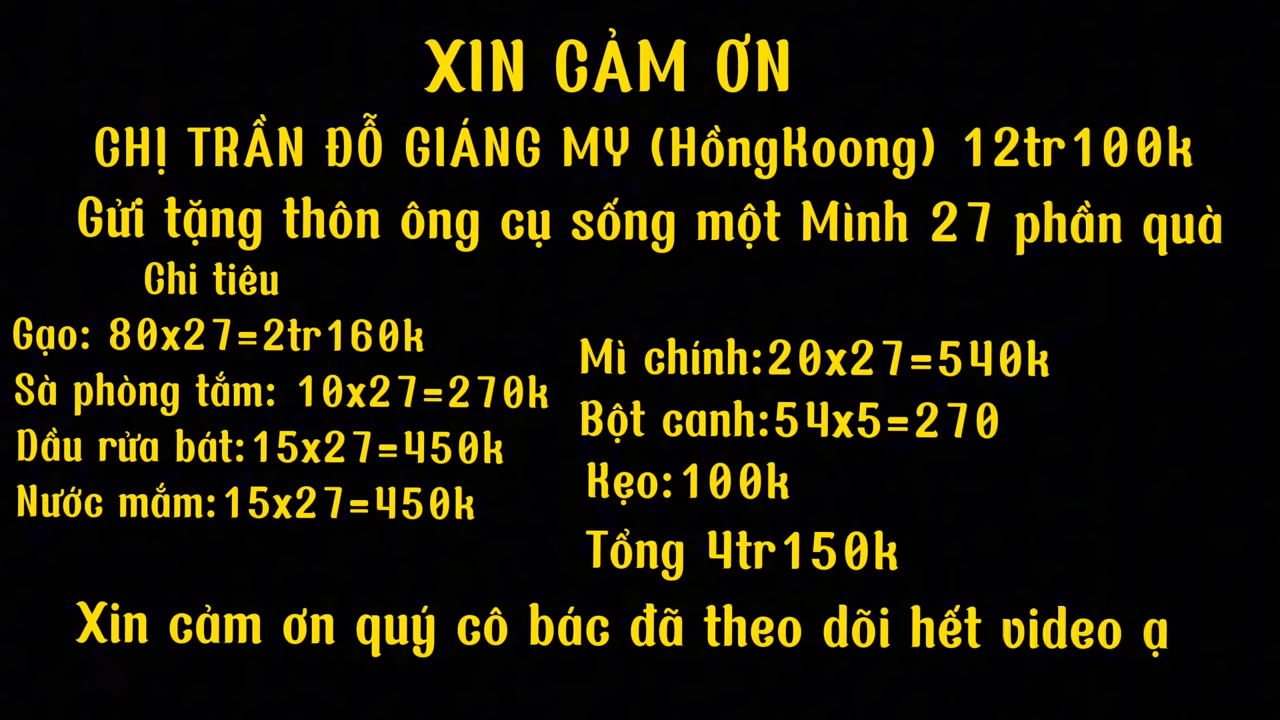 XIN CẢM ƠN
CHỊ TRẦN ĐỖ GIÁNG MY (HồngKoong) 12tr100k
Gửi tặng thôn ông cụ sống một Mình 27 phần quà
Chi tiêu
Gạo: 80x27=2tr160k
Sà phòng tắm: 10x27=270k
Dầu rửa bát:15x27=450k
Nước mắm:15x27=450k
Mì chính:20x27=540k
Bột canh:54x5=270
Kẹo:100k
Tổng 4tr150k
Xin cảm ơn quý cô bác đã theo dõi hết video ạ